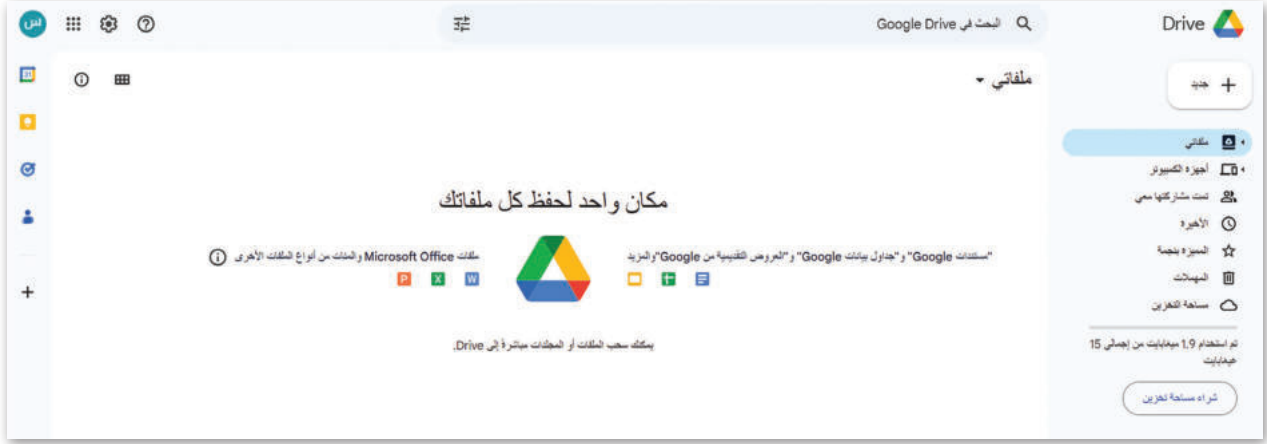 Drive
البحث في Google Drive
س‌س
جديد
ملفاتي
أجهزة الكمبيوتر
تمت مشاركتها معي
الأخيرة
المميزة بنجمة
المهملات
مساحة التخزين
تم استخدام 1,9 ميغابايت من إجمالي 15
غيغابايت
شراء مساحة تخزين
ملفاتي
مكان واحد لحفظ كل ملفاتك
"مستندات Google" و"جداول بيانات Google" و"العروض التقديمية من Google" والمزيد
ملفات Microsoft Office والمئات من أنواع الملفات الأخرى
W X P
يمكنك سحب الملفات أو المجلدات مباشرةً إلى Drive.
31